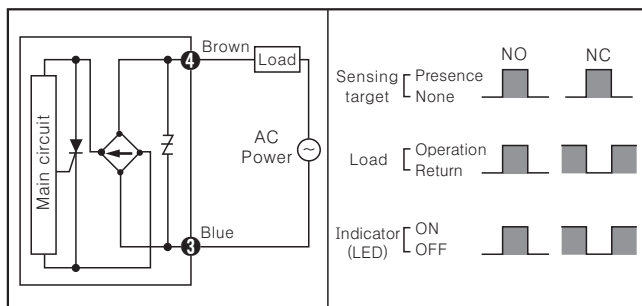 Main circuit
4
Brown
Load
AC
Power
~
3
Blue
NO NC
Sensing
target
Presence
None
Load
Operation
Return
Indicator
(LED)
ON
OFF